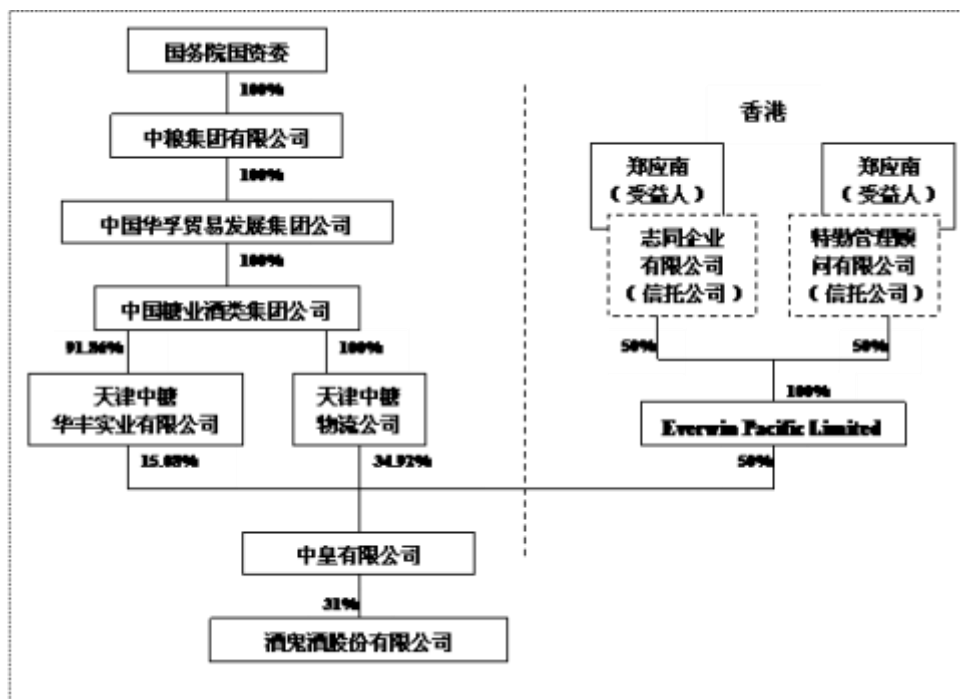 国务院国资委
100%
中粮集团有限公司
100%
中国华孚贸易发展集团公司
100%
中国糖业酒类集团公司
91.86%
100%
天津中糖
华丰实业有限公司
天津中糖
物流公司
15.08%
34.92%
香港
郑应南
（受益人）
志同企业
有限公司
（信托公司）
郑应南
（受益人）
特勤管理顾
问有限公司
（信托公司）
50%
50%
100%
Everwin Pacific Limited
50%
中皇有限公司
31%
酒鬼酒股份有限公司